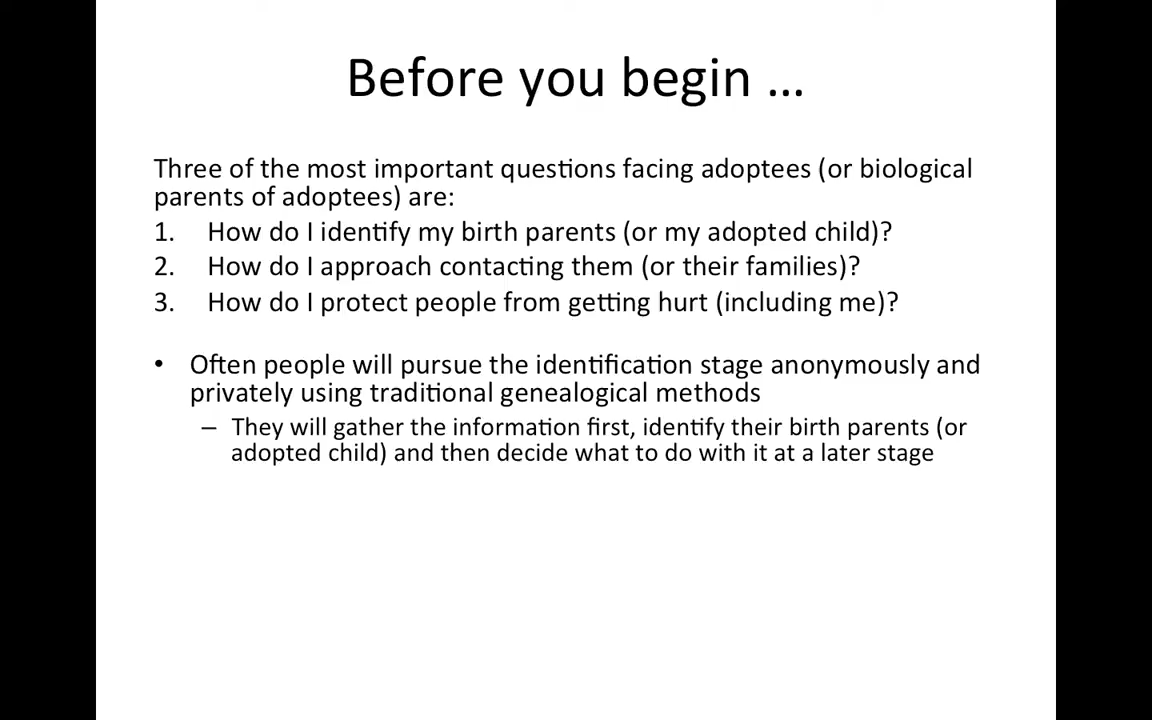 Before you begin ...
Three of the most important questions facing adoptees (or biological
parents of adoptees) are:
1. How do I identify my birth parents (or my adopted child)?
2. How do I approach contacting them (or their families)?
3. How do I protect people from getting hurt (including me)?
• Often people will pursue the identification stage anonymously and
privately using traditional genealogical methods
– They will gather the information first, identify their birth parents (or
adopted child) and then decide what to do with it at a later stage